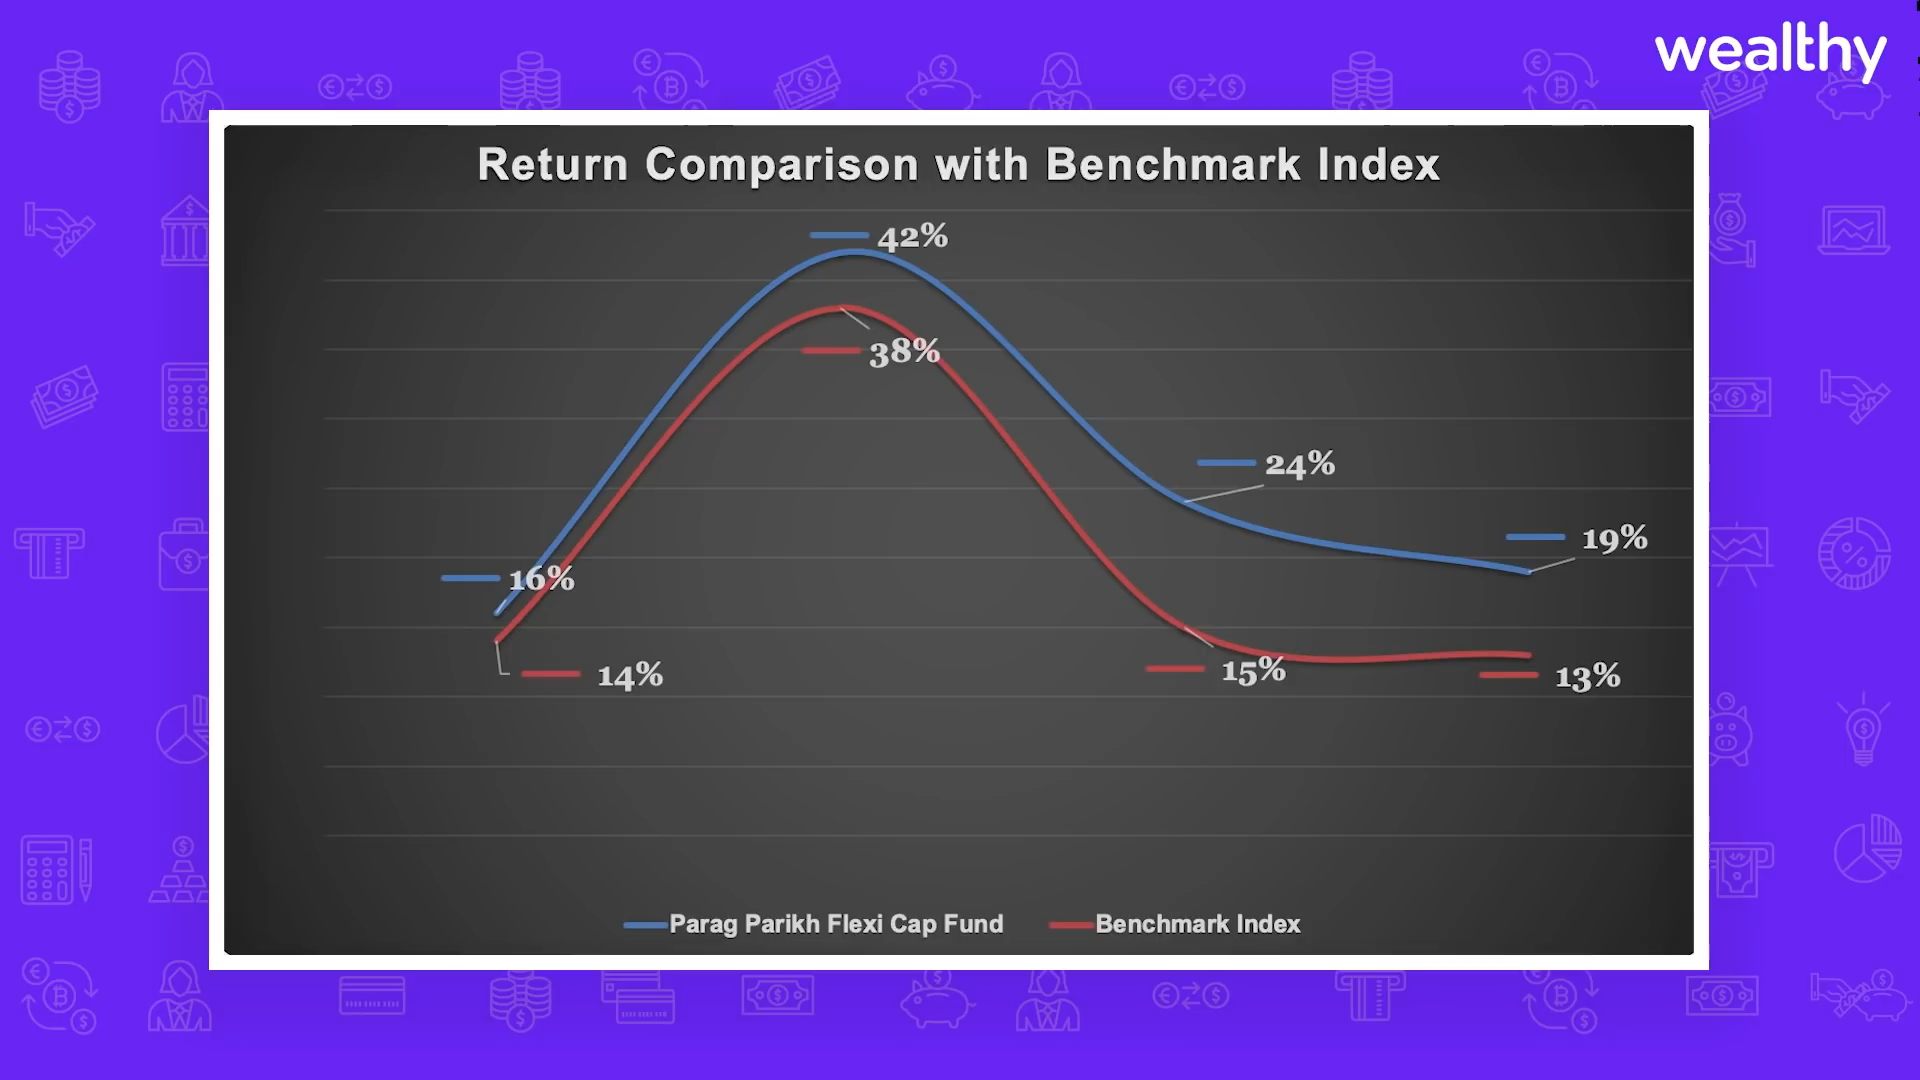 wealthy
Return Comparison with Benchmark Index
42%
38%
24%
19%
16%
14%
15%
13%
Parag Parikh Flexi Cap Fund
Benchmark Index